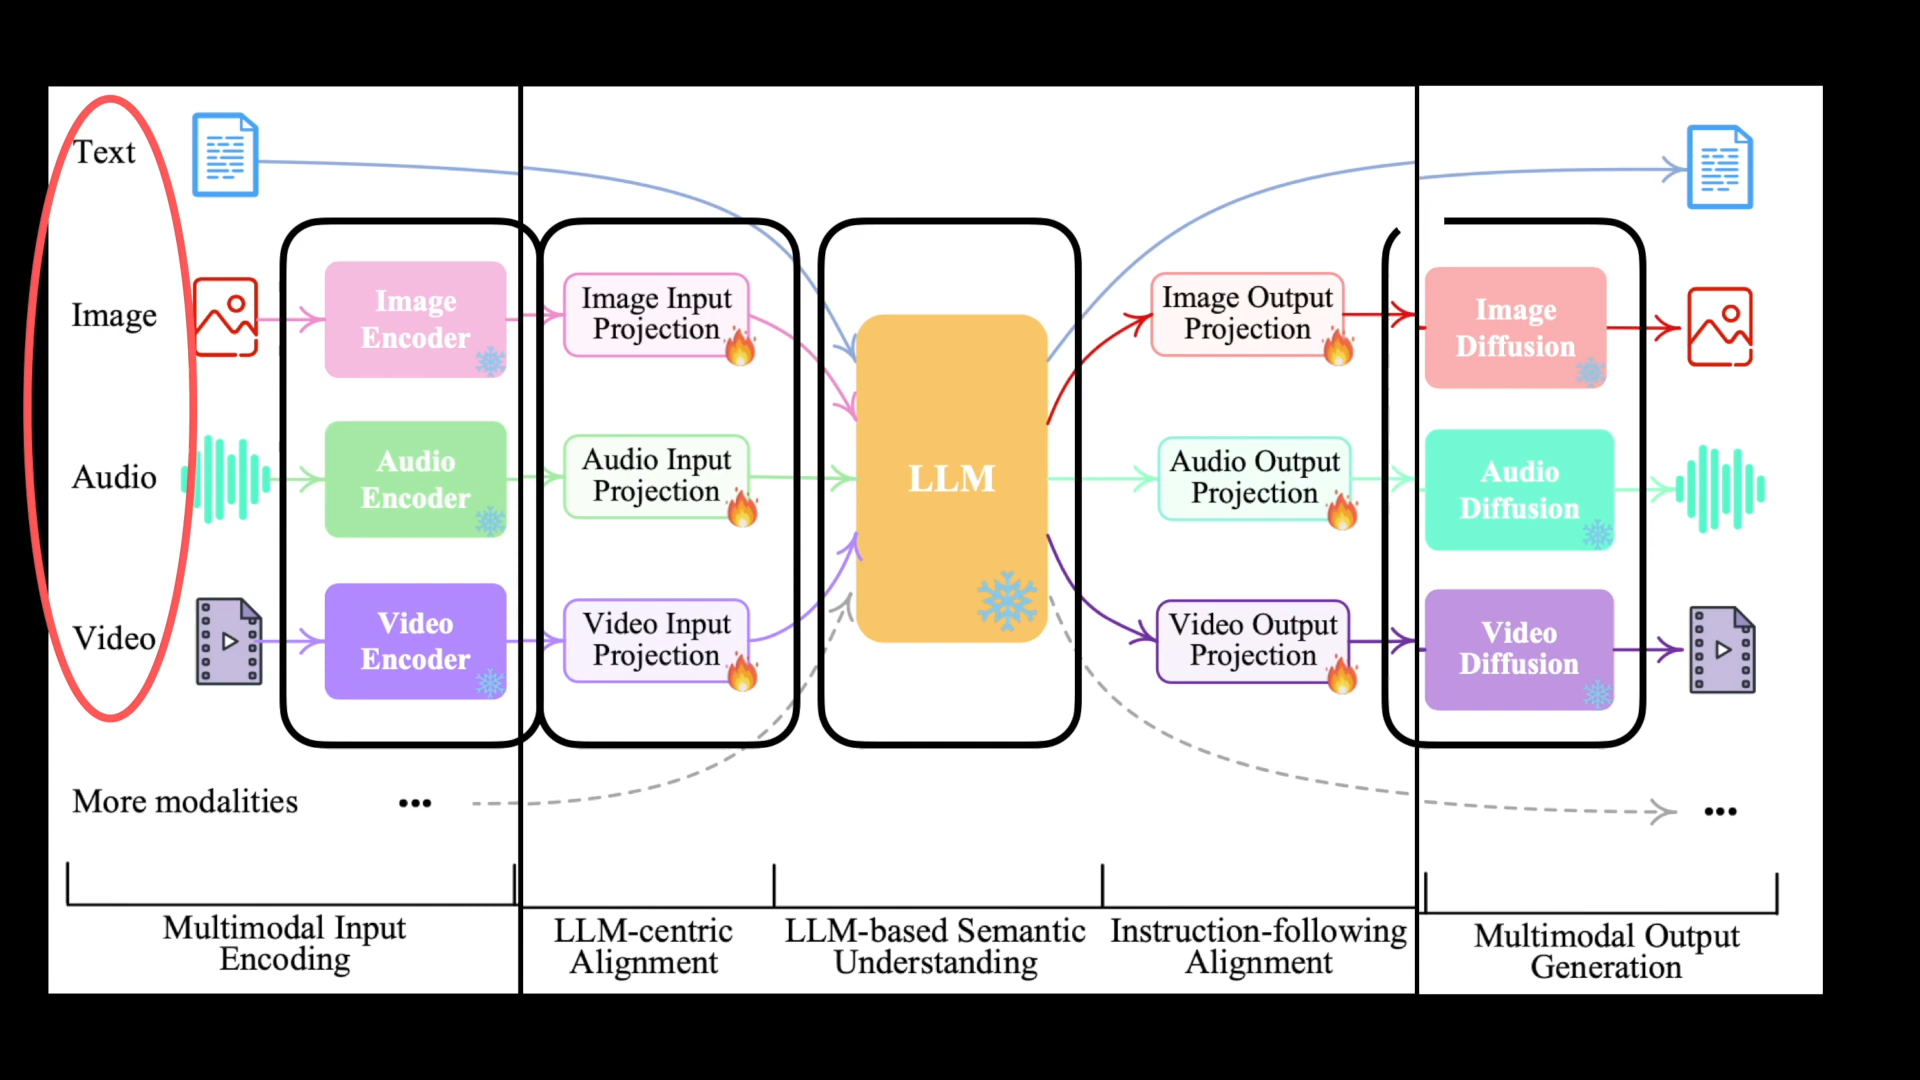 Text
Image
Audio
Video
More modalities
...
Image
Encoder
Audio
Encoder
Video
Encoder
Image Input
Projection
Audio Input
Projection
Video Input
Projection
LLM
Image Output
Projection
Audio Output
Projection
Video Output
Projection
Image
Diffusion
Audio
Diffusion
Video
Diffusion
...
Multimodal Input
Encoding
LLM-centric
Alignment
LLM-based Semantic
Understanding
Instruction-following
Alignment
Multimodal Output
Generation